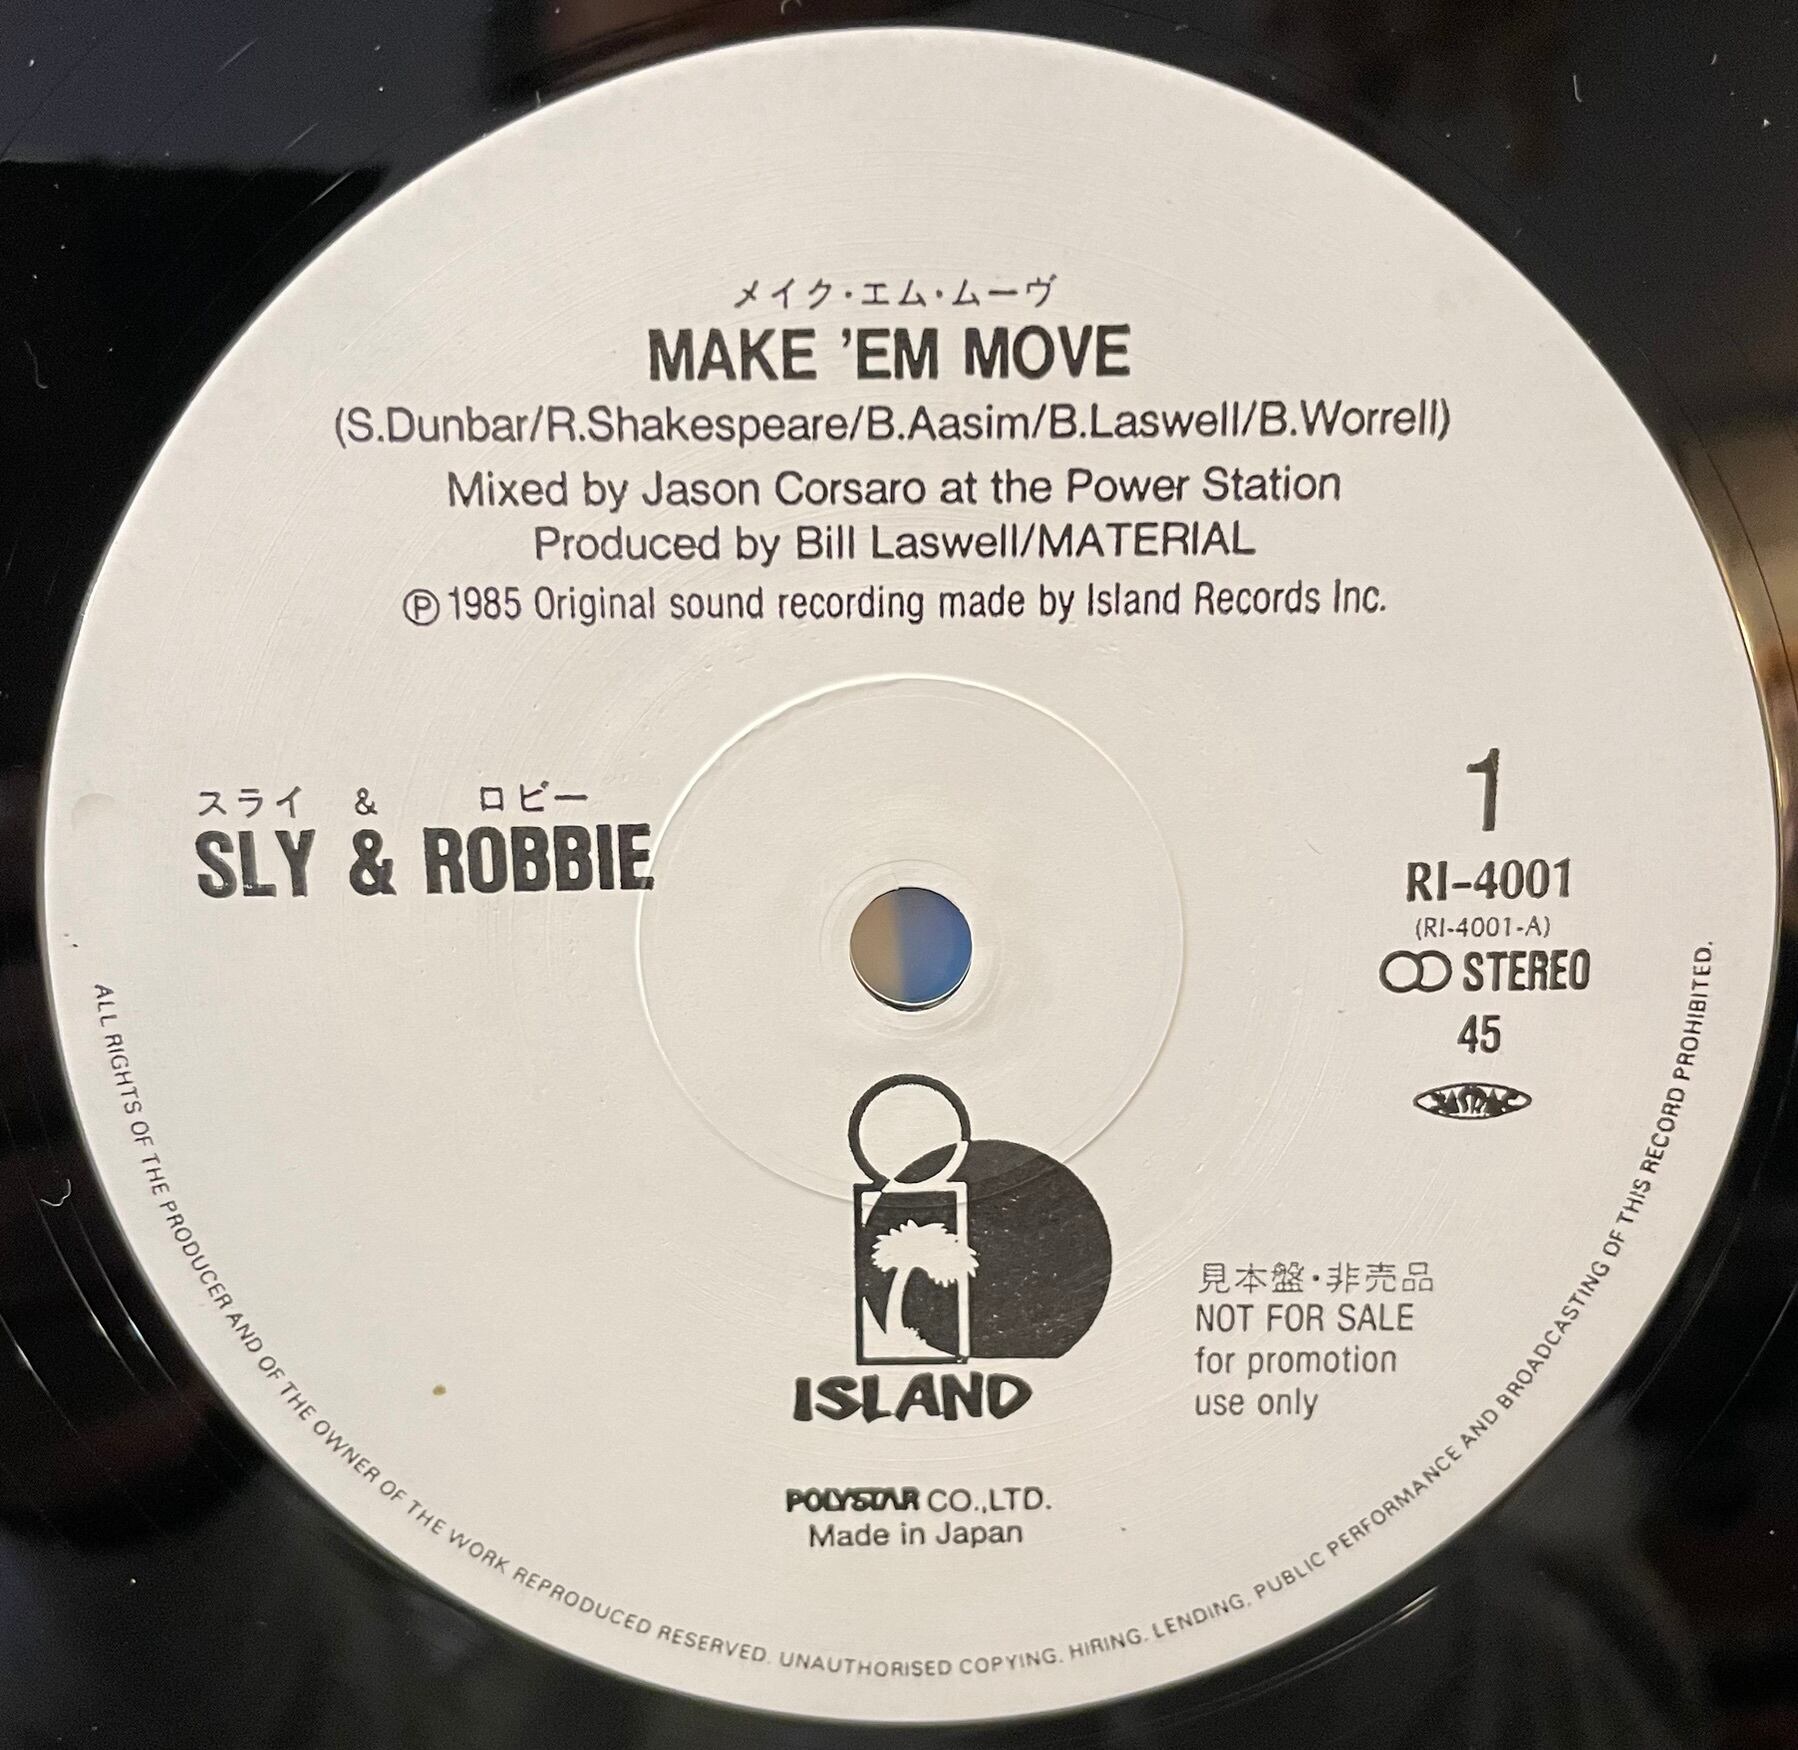 メイク・エム・ムーヴ
MAKE 'EM MOVE
(S.Dunbar/R.Shakespeare/B.Aasim/B.Laswell/B.Worrell)
Mixed by Jason Corsaro at the Power Station
Produced by Bill Laswell/MATERIAL
Ⓟ1985 Original sound recording made by Island Records Inc.
スライ & ロビー
SLY & ROBBIE
1
RI-4001
(RI-4001-A)
STEREO
45
JASRAC
ISLAND
見本盤・非売品
NOT FOR SALE
for promotion
use only
POLYSTAR CO.,LTD.
Made in Japan
ALL RIGHTS OF THE PRODUCER AND OF THE OWNER OF THE WORK REPRODUCED RESERVED. UNAUTHORISED COPYING. HIRING. LENDING. PUBLIC PERFORMANCE AND BROADCASTING OF THIS RECORD PROHIBITED.